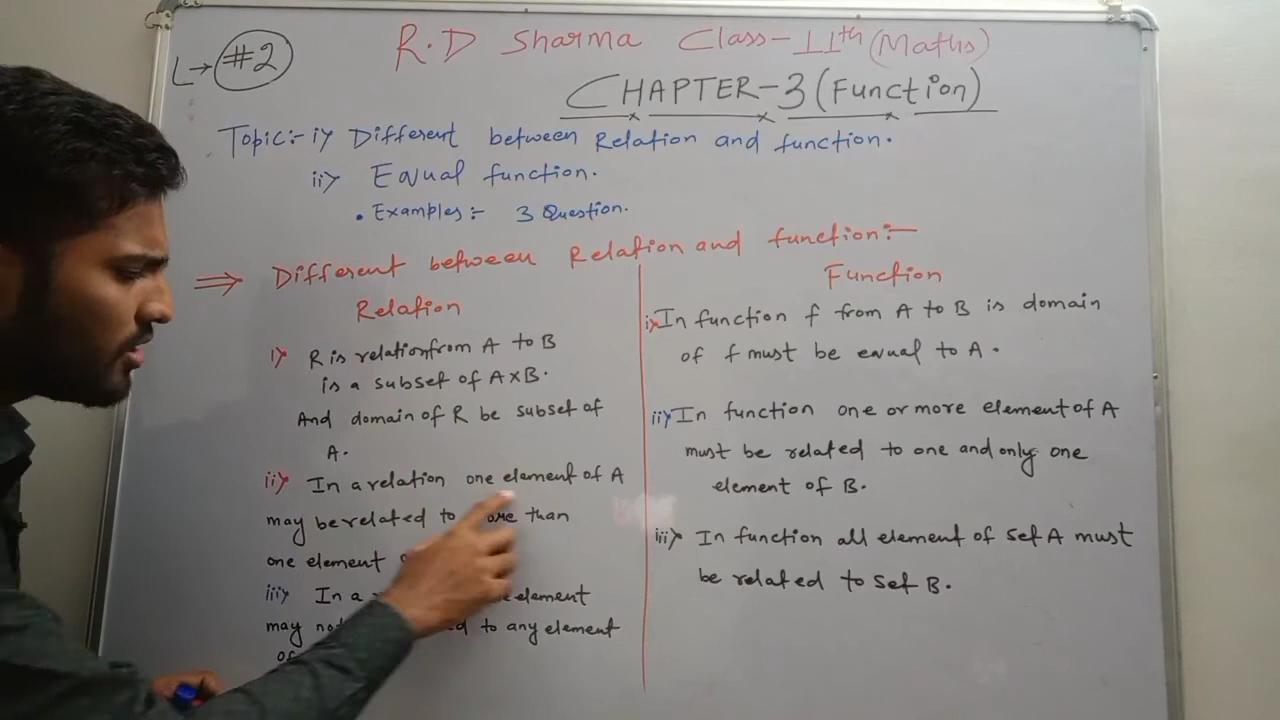 L→ #2
R.D Sharma Class-11th (Maths)
CHAPTER-3 (Function)
Topic:- i) Different between Relation and function.
ii) Equal function.
• Examples:- 3 Question.
⇒ Different between Relation and function:-
Relation
i) R is relation from A to B
is a subset of A×B.
And domain of R be subset of
A.
ii) In a relation one element of A
may be related to more than
one element
iii) In a element
may not to any element
of
Function
i) In function f from A to B is domain
of f must be equal to A.
ii) In function one or more element of A
must be related to one and only one
element of B.
iii) In function all element of set A must
be related to set B.